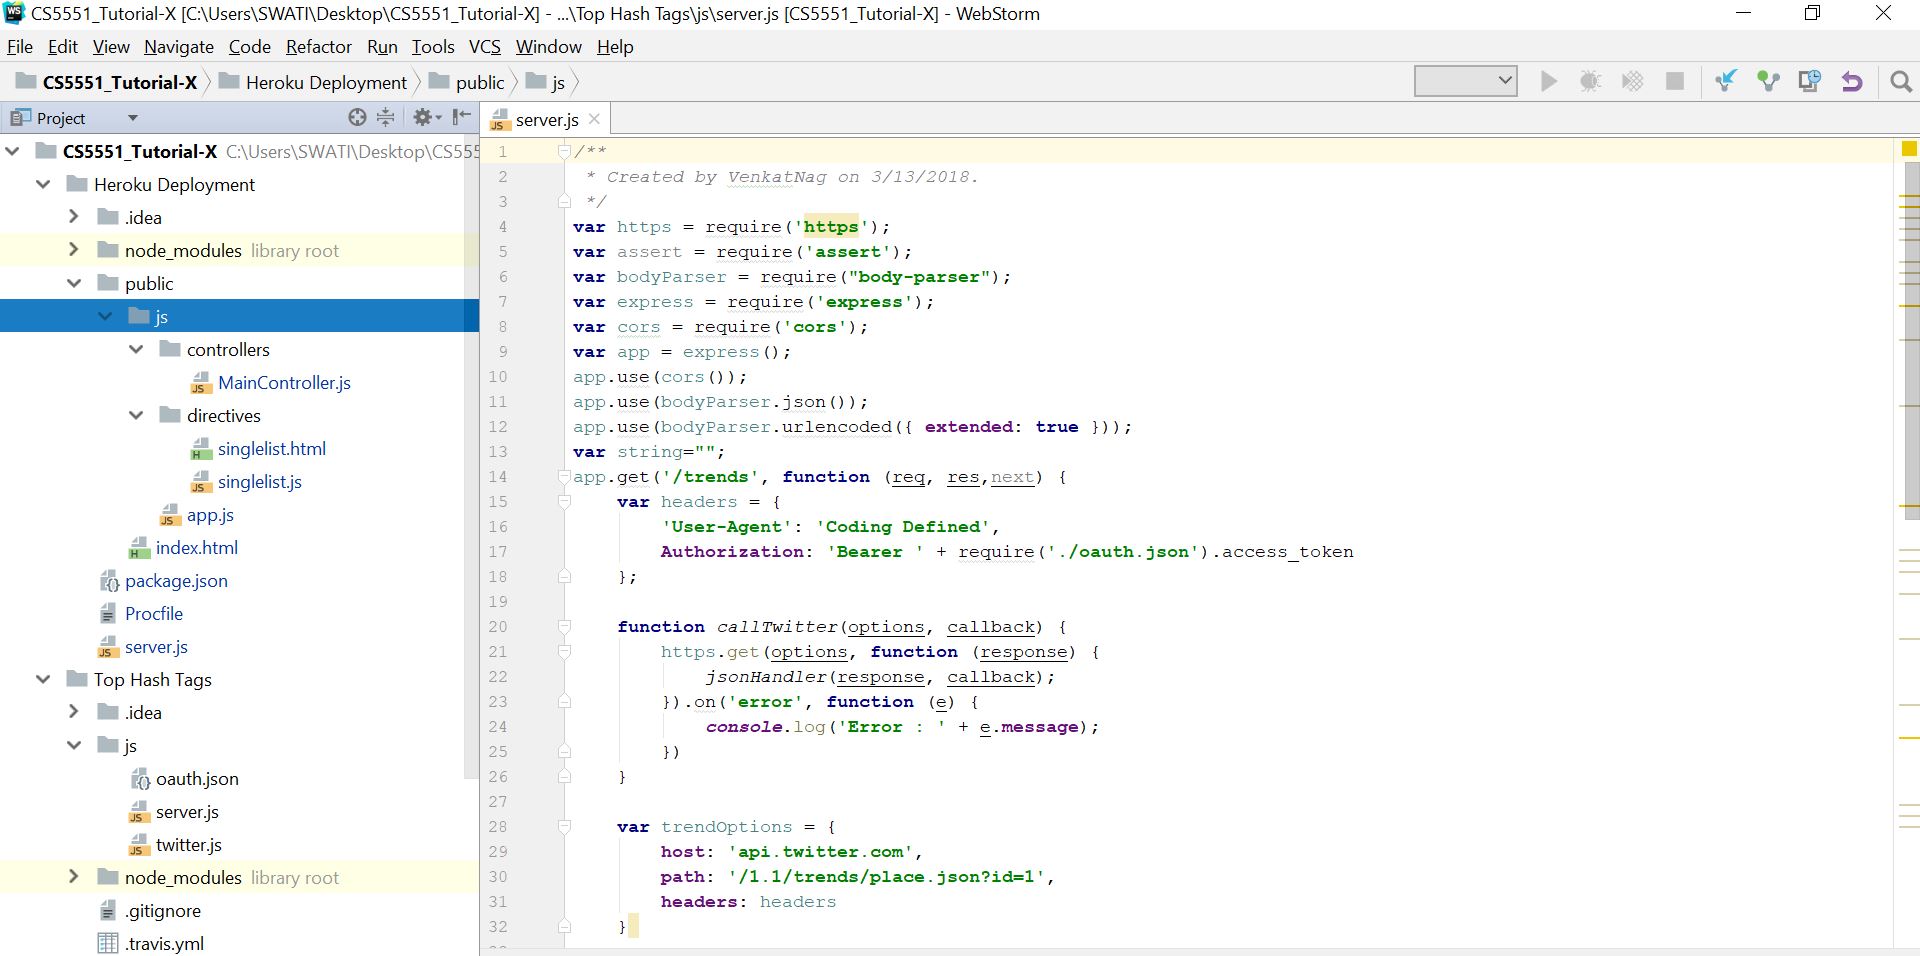 CS5551_Tutorial-X [C:\Users\SWATI\Desktop\CS5551_Tutorial-X] - ...\Top Hash Tags\js\server.js [CS5551_Tutorial-X] - WebStorm
File Edit View Navigate Code Refactor Run Tools VCS Window Help
CS5551_Tutorial-X Heroku Deployment public js
Project
CS5551_Tutorial-X C:\Users\SWATI\Desktop\CS555
Heroku Deployment
.idea
node_modules library root
public
js
controllers
MainController.js
directives
singlelist.html
singlelist.js
app.js
index.html
package.json
Procfile
server.js
Top Hash Tags
.idea
js
oauth.json
server.js
twitter.js
node_modules library root
.gitignore
.travis.yml
server.js
1 /**
2 * Created by VenkatNag on 3/13/2018.
3 */
4 var https = require('https');
5 var assert = require('assert');
6 var bodyParser = require("body-parser");
7 var express = require('express');
8 var cors = require('cors');
9 var app = express();
10 app.use(cors());
11 app.use(bodyParser.json());
12 app.use(bodyParser.urlencoded({ extended: true }));
13 var string="";
14 app.get('/trends', function (req, res,next) {
15 var headers = {
16 'User-Agent': 'Coding Defined',
17 Authorization: 'Bearer ' + require('./oauth.json').access_token
18 };
19
20 function callTwitter(options, callback) {
21 https.get(options, function (response) {
22 jsonHandler(response, callback);
23 }).on('error', function (e) {
24 console.log('Error : ' + e.message);
25 })
26 }
27
28 var trendOptions = {
29 host: 'api.twitter.com',
30 path: '/1.1/trends/place.json?id=1',
31 headers: headers
32 }